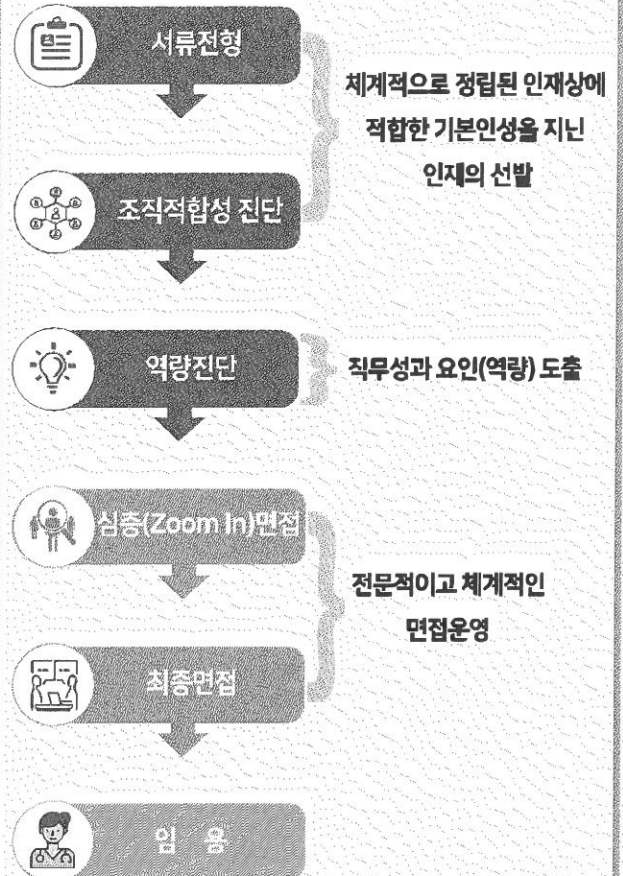 서류전형
체계적으로 정립된 인재상에
적합한 기본인성을 지닌
인재의 선발
조직적합성 진단
역량진단
직무성과 요인(역량) 도출
심층(Zoom In)면접
전문적이고 체계적인
면접운영
최종면접
임 용